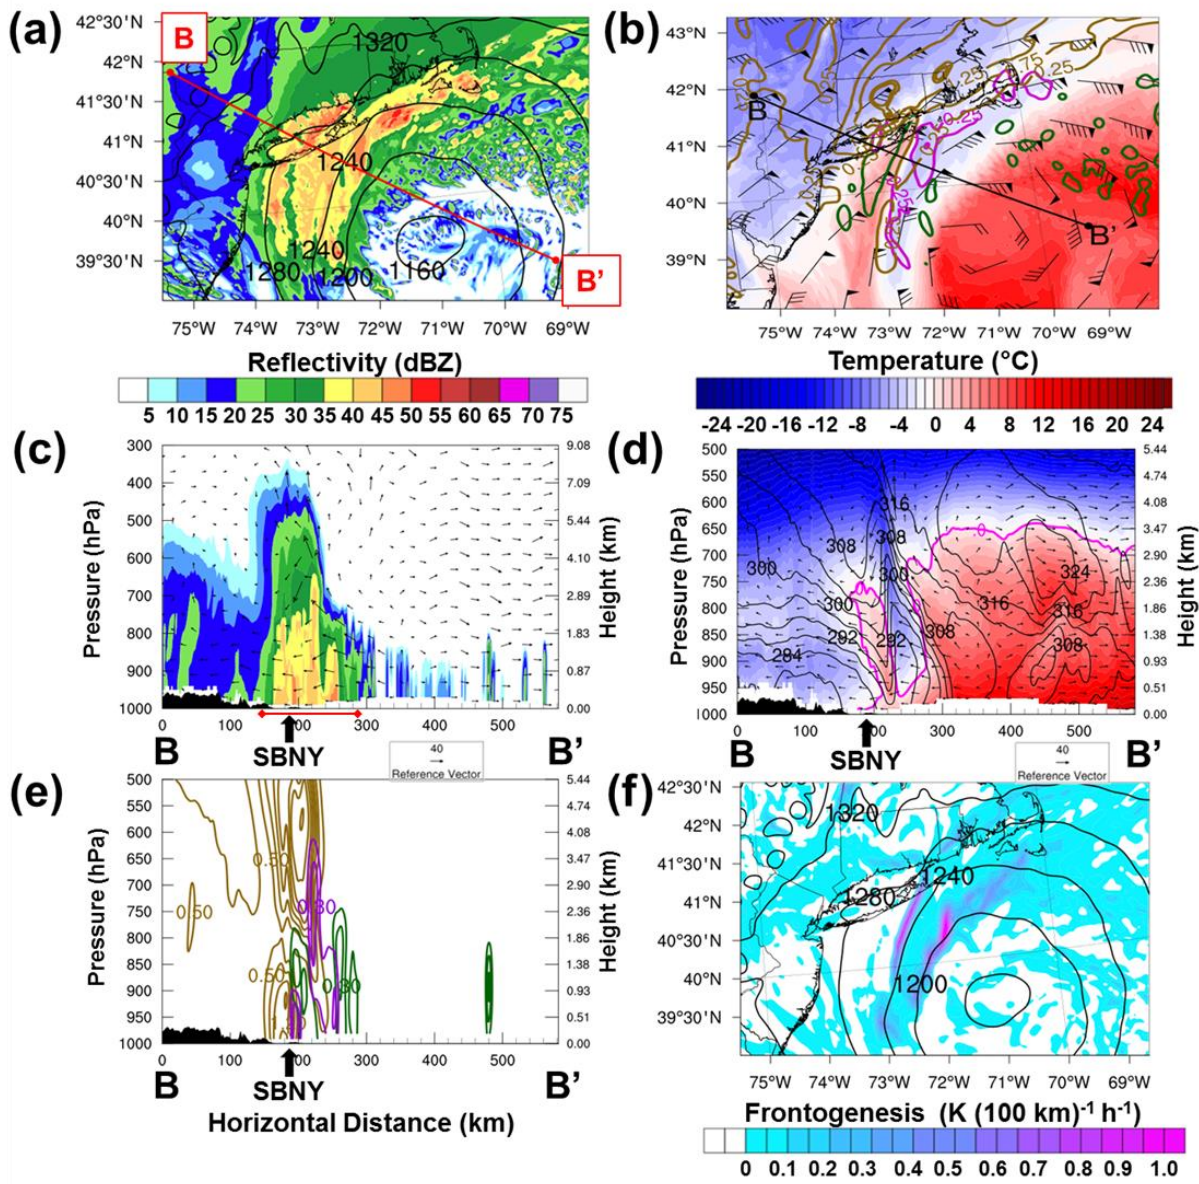 (a)
42°30'N
42°N
41°30'N
41°N
40°30'N
40°N
39°30'N
B
1320
1240
1240
1280
1200
1160
B'
75°W 74°W 73°W 72°W 71°W 70°W 69°W
Reflectivity (dBZ)
5 10 15 20 25 30 35 40 45 50 55 60 65 70 75
(b)
43°N
42°N
41°N
40°N
39°N
B
B'
.25
.75
.25
0.25
75°W 74°W 73°W 72°W 71°W 70°W 69°W
Temperature (°C)
-24 -20 -16 -12 -8 -4 0 4 8 12 16 20 24
(c)
Pressure (hPa)
300
400
500
600
700
800
900
1000
9.08
7.09
5.44
4.10
2.89
1.83
0.87
0.00
Height (km)
0 100 200 300 400 500
B
SBNY
B'
40
Reference Vector
(d)
Pressure (hPa)
500
550
600
650
700
750
800
850
900
950
1000
5.44
4.74
4.08
3.47
2.90
2.36
1.86
1.38
0.93
0.51
0.00
Height (km)
316
308
308
300
300
300
292
292
284
308
316
324
316
308
0
0 100 200 300 400 500
B
SBNY
B'
40
Reference Vector
(e)
Pressure (hPa)
500
550
600
650
700
750
800
850
900
950
1000
5.44
4.74
4.08
3.47
2.90
2.36
1.86
1.38
0.93
0.51
0.00
Height (km)
0.50
0.50
0.30
0.50
0.30
0 100 200 300 400 500
B
SBNY
B'
Horizontal Distance (km)
(f)
42°30'N
42°N
41°30'N
41°N
40°30'N
40°N
39°30'N
1320
1240
1280
1200
75°W 74°W 73°W 72°W 71°W 70°W 69°W
Frontogenesis (K (100 km)⁻¹ h⁻¹)
0 0.1 0.2 0.3 0.4 0.5 0.6 0.7 0.8 0.9 1.0